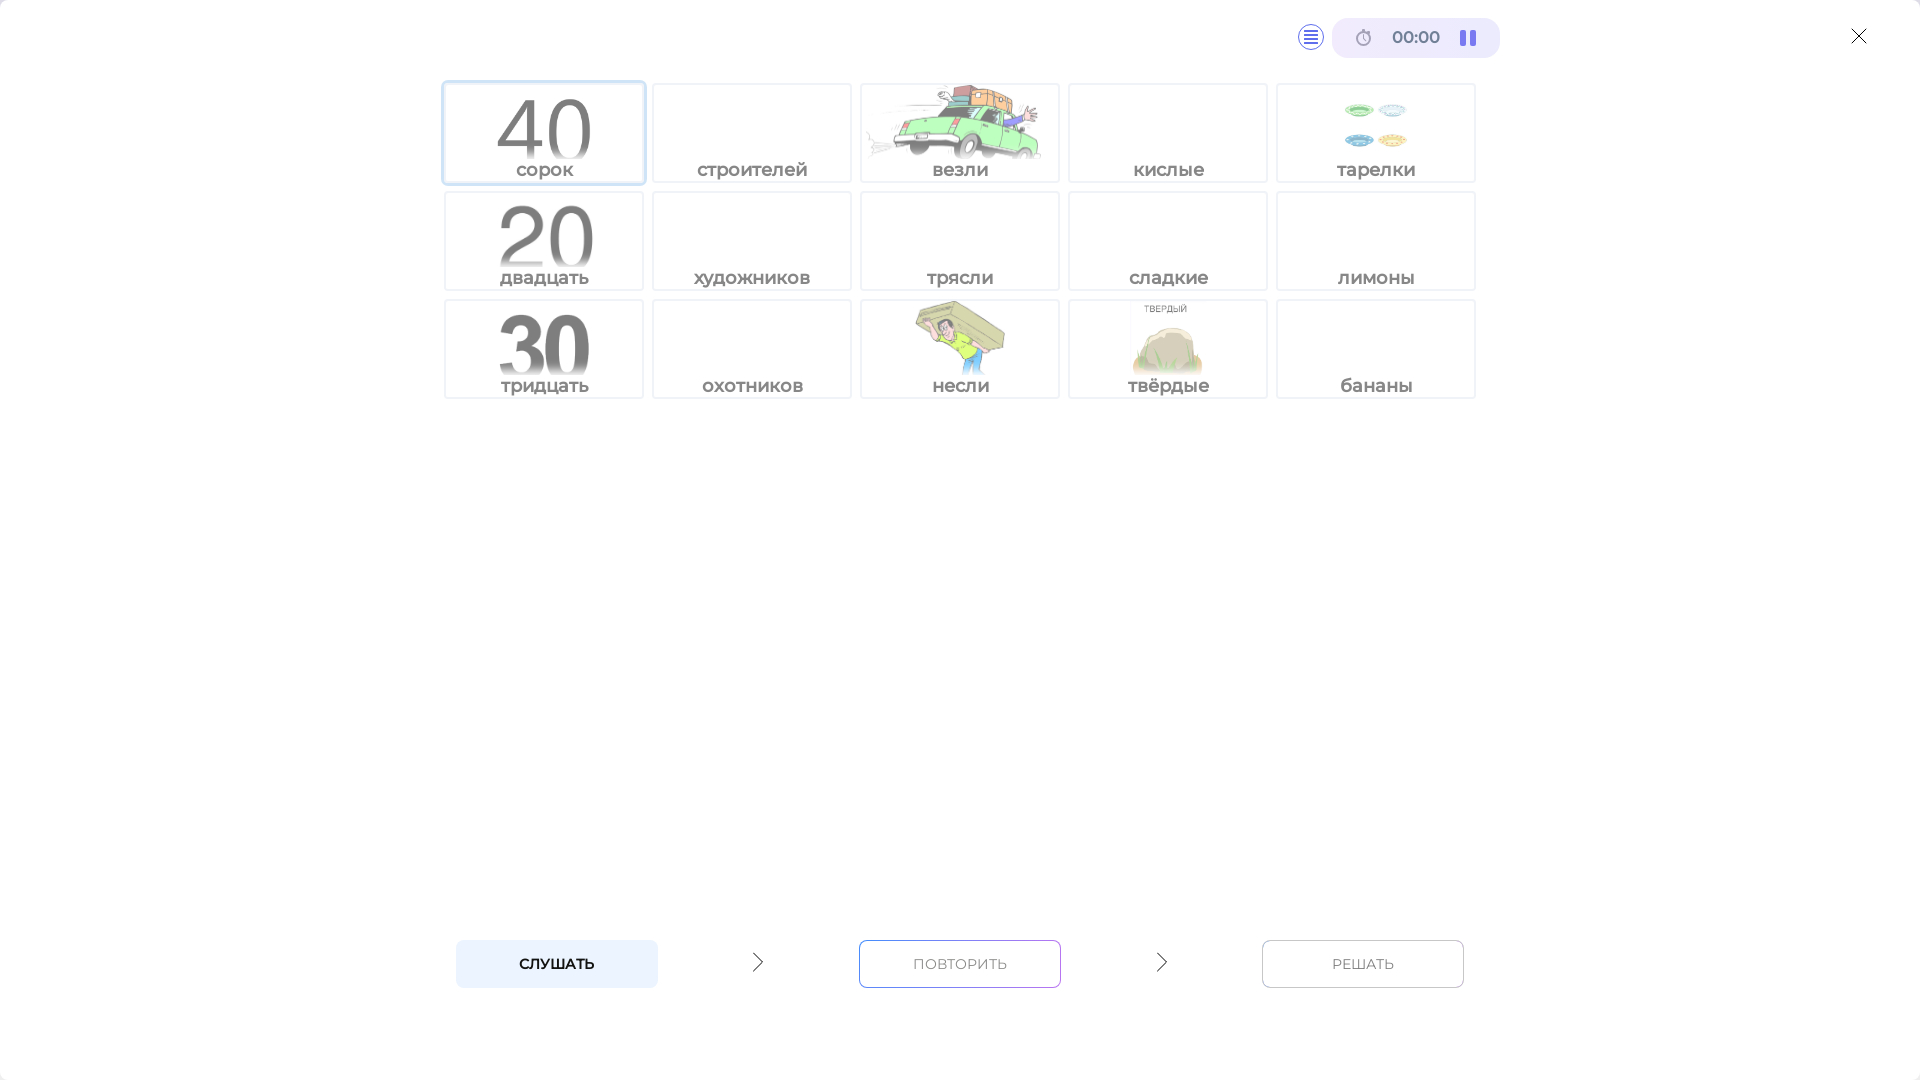 00:00
40
сорок
строителей
везли
кислые
тарелки
20
двадцать
художников
трясли
сладкие
лимоны
30
тридцать
охотников
несли
ТВЕРДЫЙ
твёрдые
бананы
СЛУШАТЬ
ПОВТОРИТЬ
РЕШАТЬ